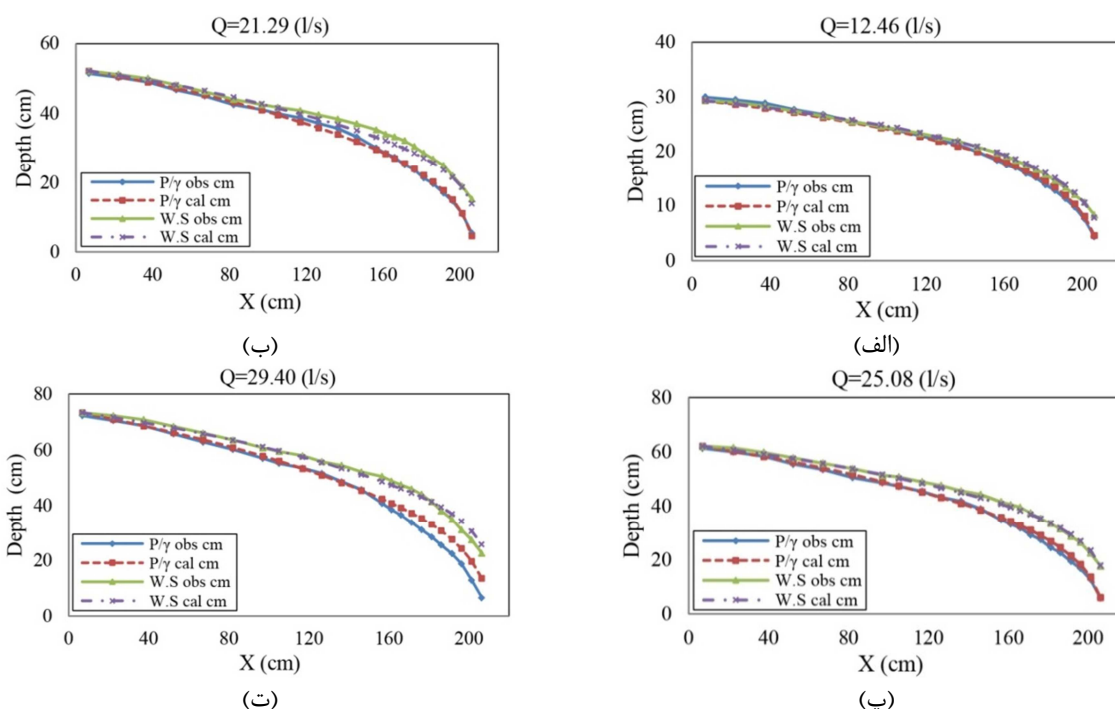 Q=21.29 (l/s)
60
40
20
0
Depth (cm)
P/γ obs cm
P/γ cal cm
W.S obs cm
W.S cal cm
0 40 80 120 160 200
X (cm)
(ب)
Q=12.46 (l/s)
40
30
20
10
0
Depth (cm)
P/γ obs cm
P/γ cal cm
W.S obs cm
W.S cal cm
0 40 80 120 160 200
X (cm)
(الف)
Q=29.40 (l/s)
80
60
40
20
0
Depth (cm)
P/γ obs cm
P/γ cal cm
W.S obs cm
W.S cal cm
0 40 80 120 160 200
X (cm)
(ت)
Q=25.08 (l/s)
80
60
40
20
0
Depth (cm)
P/γ obs cm
P/γ cal cm
W.S obs cm
W.S cal cm
0 40 80 120 160 200
X (cm)
(پ)